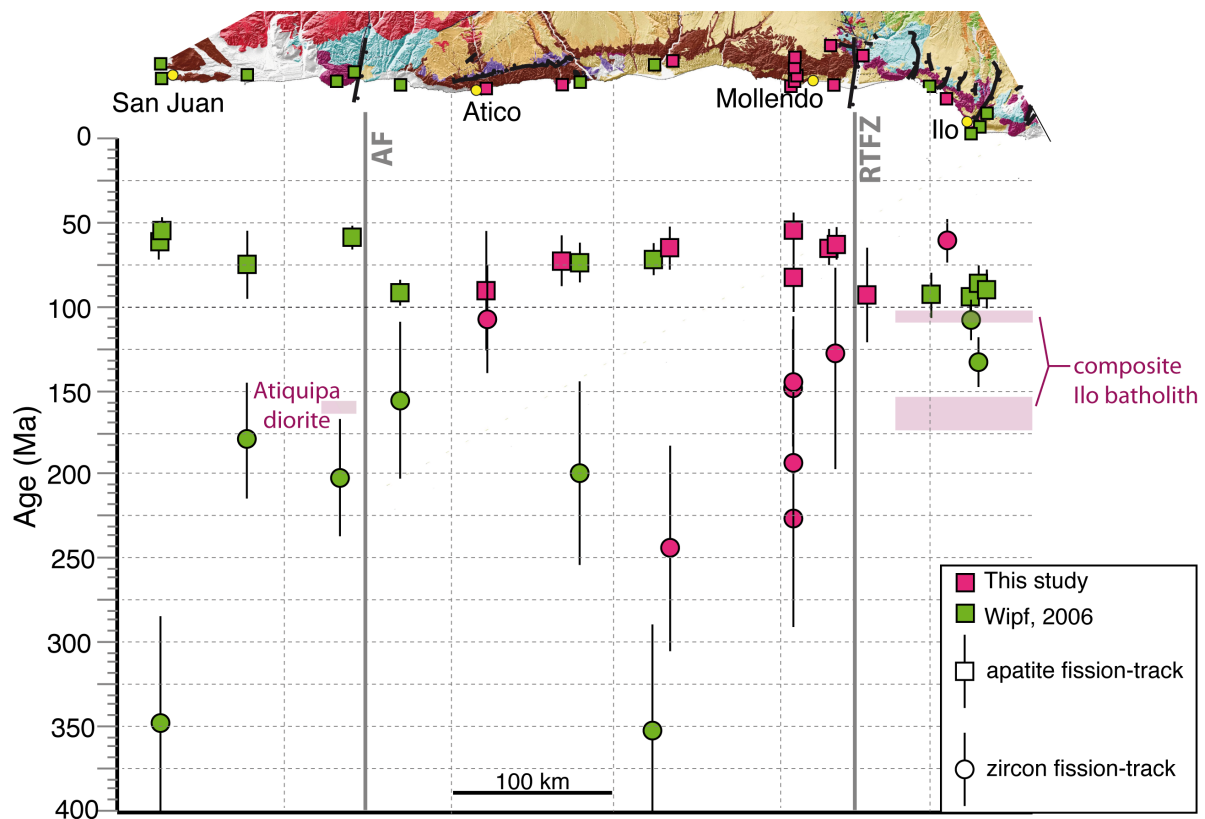 San Juan
Atico
Mollendo
Ilo
AF
RTFZ
0
50
100
150
200
250
300
350
400
Age (Ma)
Atiquipa
diorite
composite
Ilo batholith
100 km
This study
Wipf, 2006
apatite fission-track
zircon fission-track